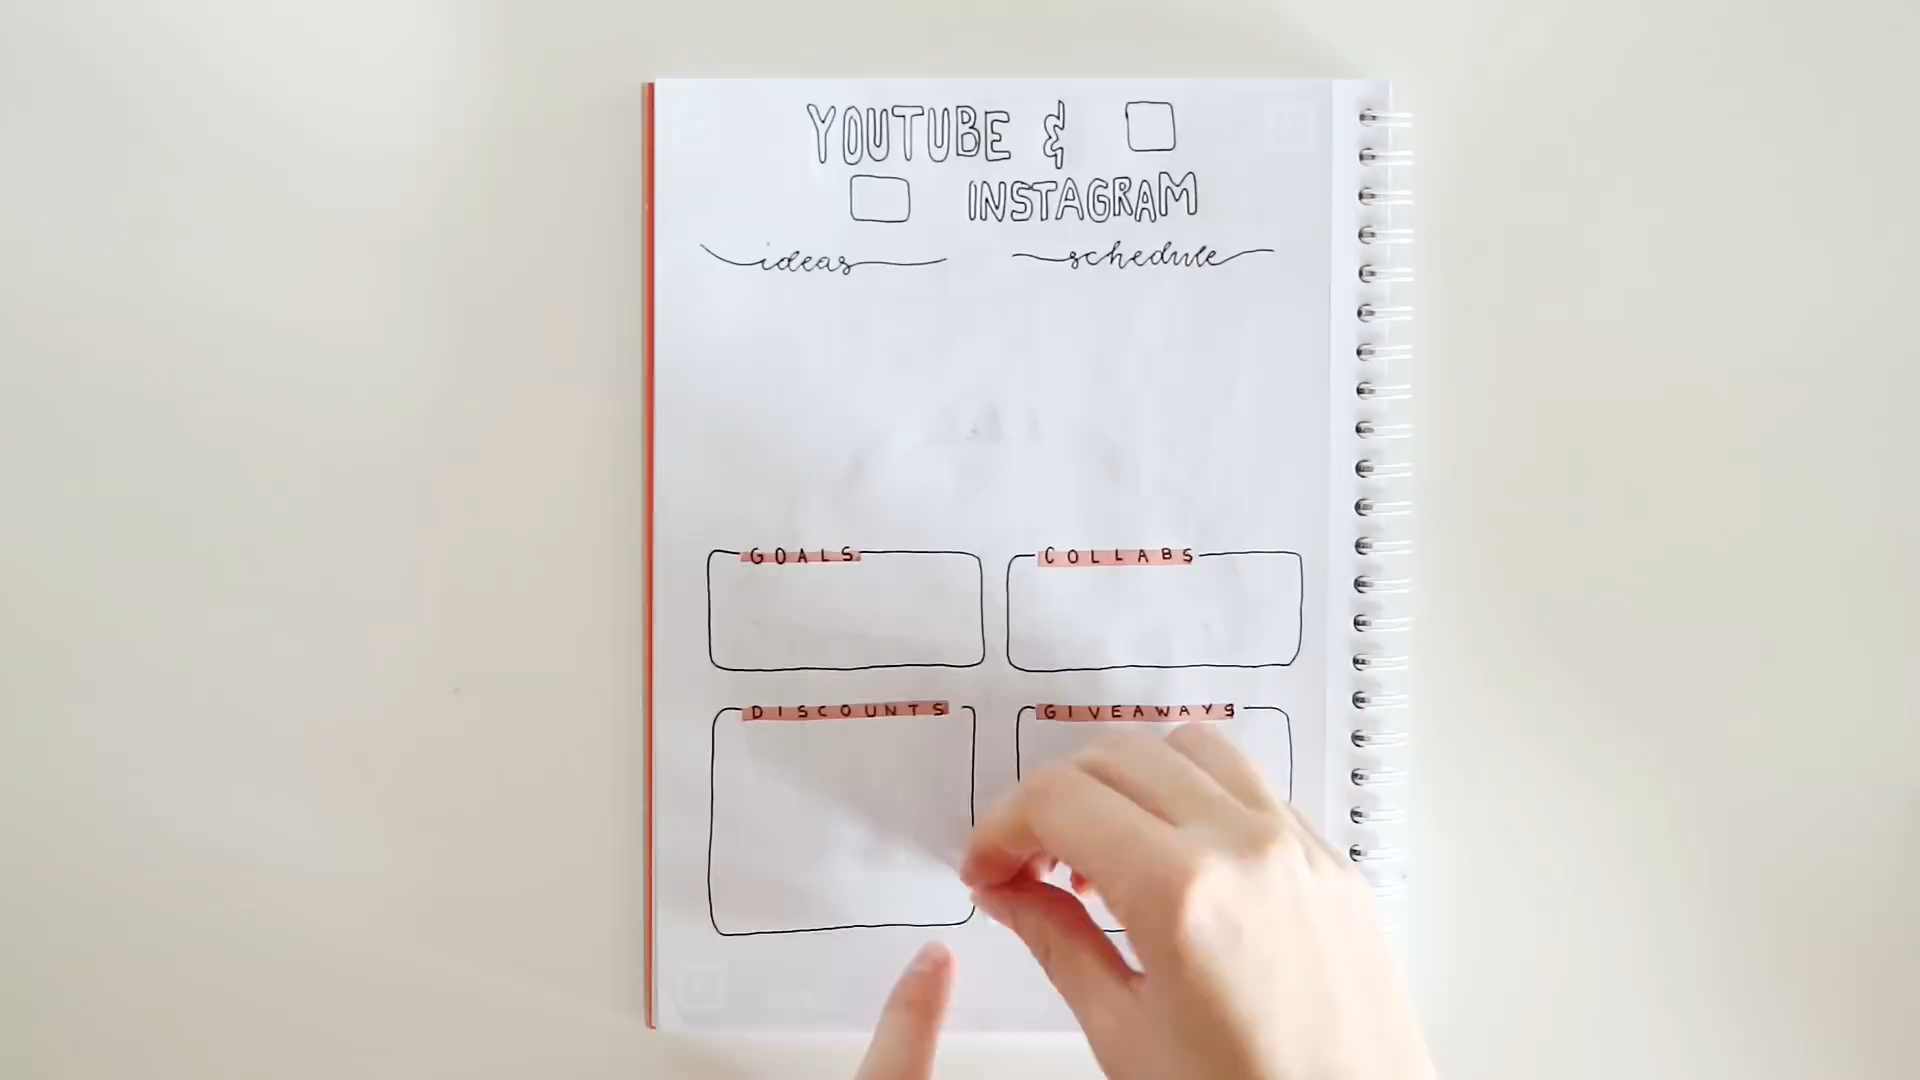 YOUTUBE &
INSTAGRAM
ideas schedule
GOALS COLLABS
DISCOUNTS GIVEAWAYS